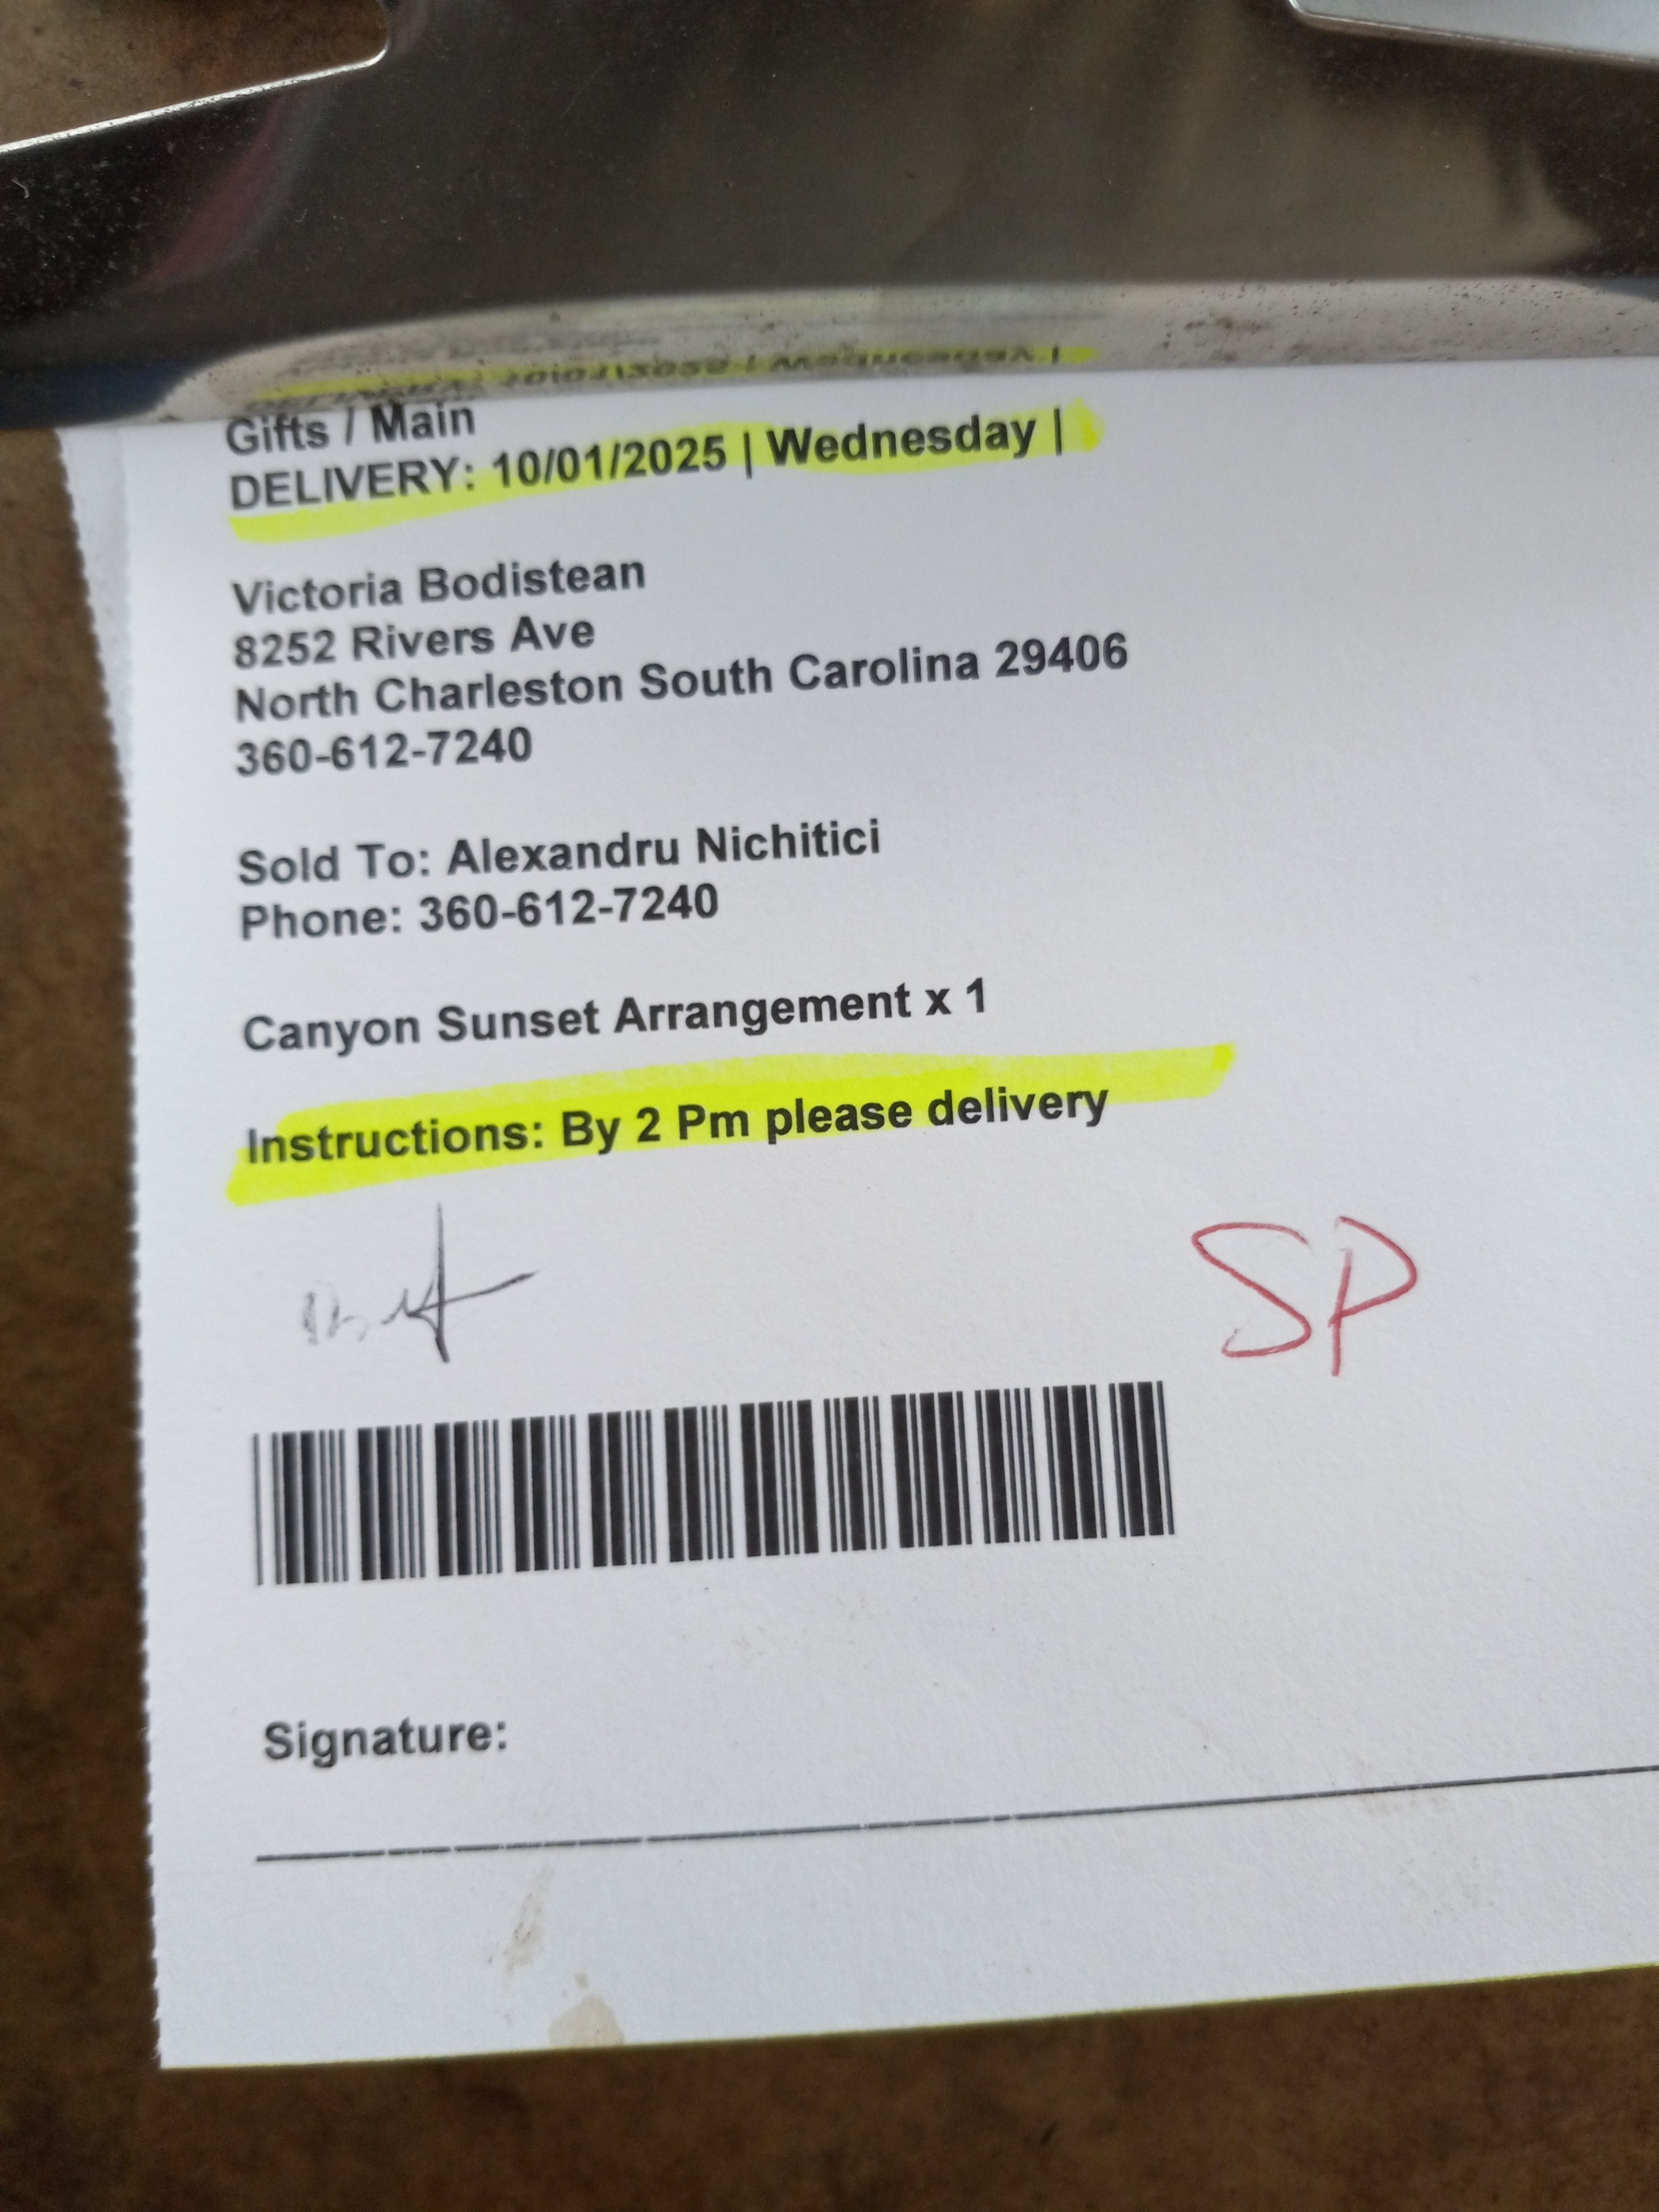 Gifts / Main
DELIVERY: 10/01/2025 | Wednesday |
Victoria Bodistean
8252 Rivers Ave
North Charleston South Carolina 29406
360-612-7240
Sold To: Alexandru Nichitici
Phone: 360-612-7240
Canyon Sunset Arrangement x 1
Instructions: By 2 Pm please delivery
SP
Signature: